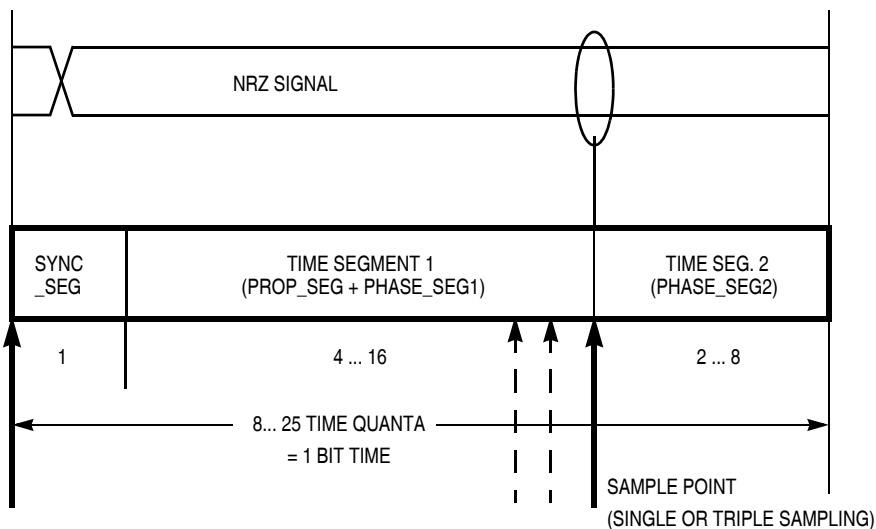 NRZ SIGNAL
SYNC
_SEG
TIME SEGMENT 1
(PROP_SEG + PHASE_SEG1)
TIME SEG. 2
(PHASE_SEG2)
1
4 ... 16
2 ... 8
8... 25 TIME QUANTA
= 1 BIT TIME
SAMPLE POINT
(SINGLE OR TRIPLE SAMPLING)